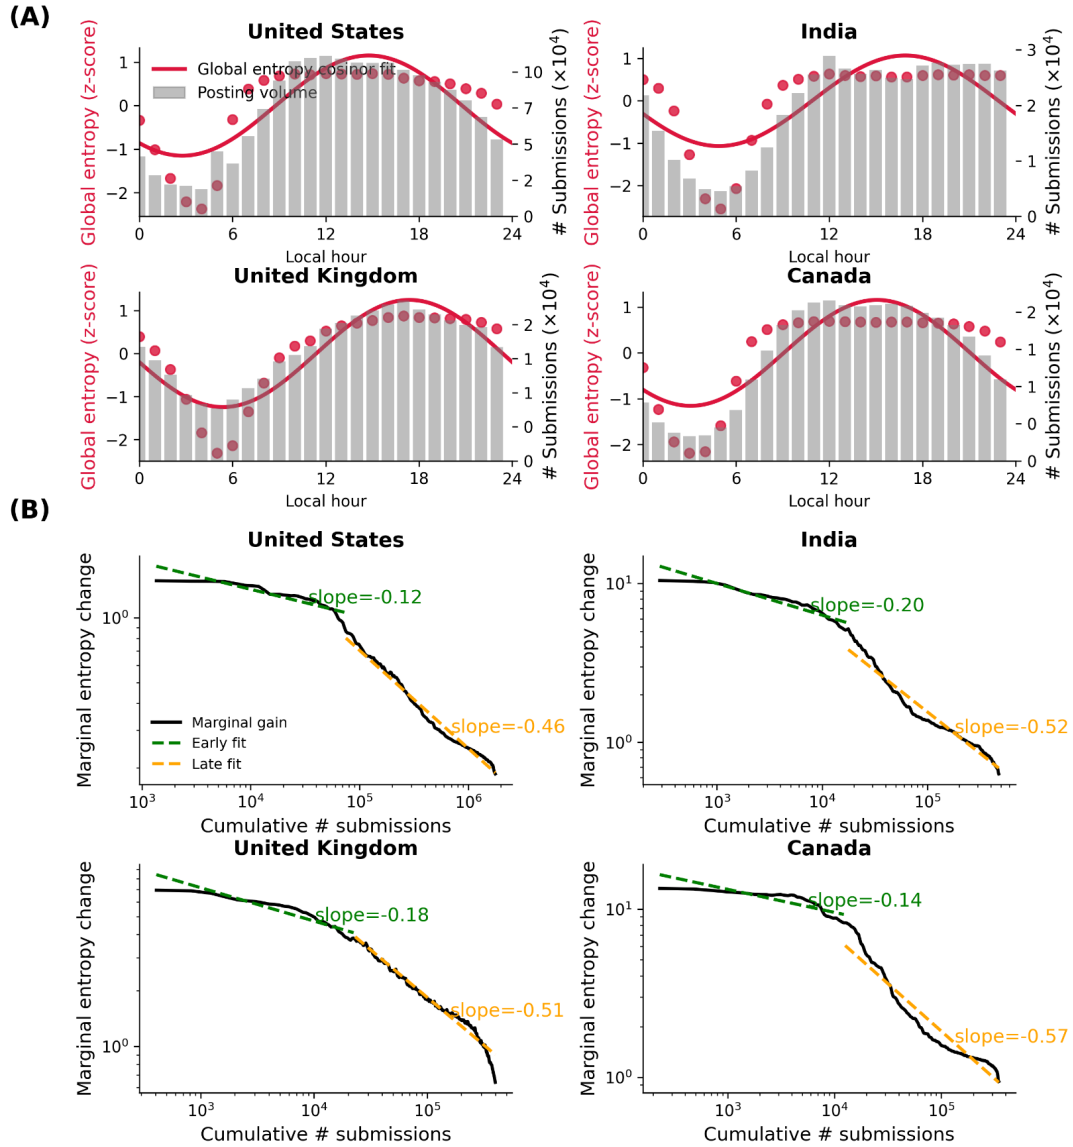 (A)
United States
Global entropy (z-score)
1
0
−1
−2
Global entropy cosinor fit
Posting volume
10
7
5
2
0
# Submissions (×10⁴)
0 6 12 18 24
Local hour
India
Global entropy (z-score)
1
0
−1
−2
3
2
1
0
# Submissions (×10⁴)
0 6 12 18 24
Local hour
United Kingdom
Global entropy (z-score)
1
0
−1
−2
2
1
1
0
0
# Submissions (×10⁴)
0 6 12 18 24
Local hour
Canada
Global entropy (z-score)
1
0
−1
−2
2
1
1
0
0
# Submissions (×10⁴)
0 6 12 18 24
Local hour
(B)
United States
Marginal entropy change
10⁰
slope=-0.12
slope=-0.46
Marginal gain
Early fit
Late fit
10³ 10⁴ 10⁵ 10⁶
Cumulative # submissions
India
Marginal entropy change
10¹
10⁰
slope=-0.20
slope=-0.52
10³ 10⁴ 10⁵
Cumulative # submissions
United Kingdom
Marginal entropy change
10⁰
slope=-0.18
slope=-0.51
10³ 10⁴ 10⁵
Cumulative # submissions
Canada
Marginal entropy change
10¹
10⁰
slope=-0.14
slope=-0.57
10³ 10⁴ 10⁵
Cumulative # submissions